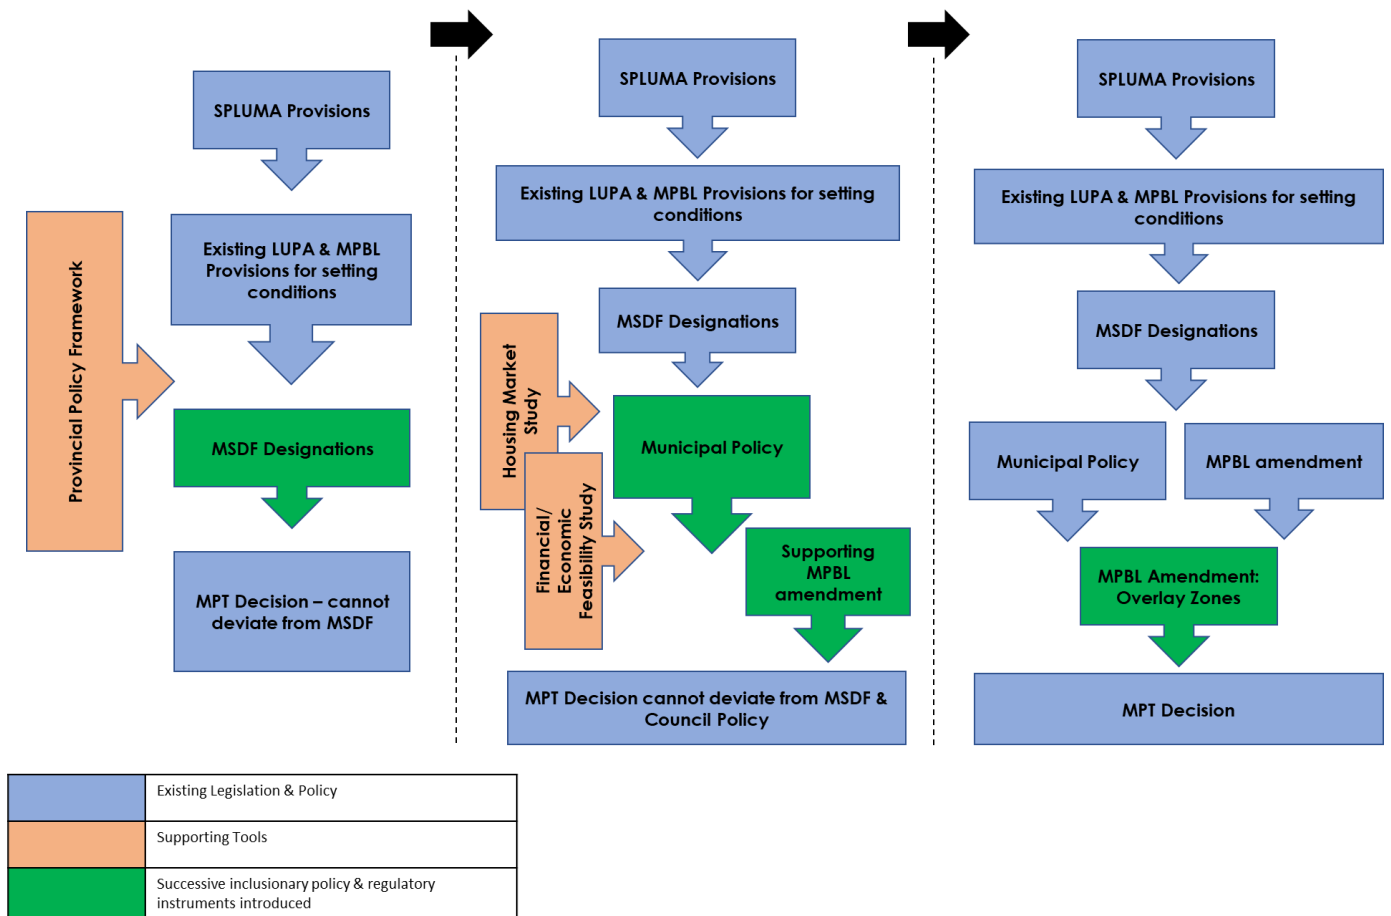 SPLUMA Provisions
Existing LUPA & MPBL
Provisions for setting
conditions
Provincial Policy Framework
MSDF Designations
MPT Decision – cannot
deviate from MSDF
SPLUMA Provisions
Existing LUPA & MPBL Provisions for setting
conditions
MSDF Designations
Housing Market
Study
Municipal Policy
Financial/
Economic
Feasibility Study
Supporting
MPBL
amendment
MPT Decision cannot deviate from MSDF &
Council Policy
SPLUMA Provisions
Existing LUPA & MPBL Provisions for setting
conditions
MSDF Designations
Municipal Policy
MPBL amendment
MPBL Amendment:
Overlay Zones
MPT Decision
Existing Legislation & Policy
Supporting Tools
Successive inclusionary policy & regulatory
instruments introduced